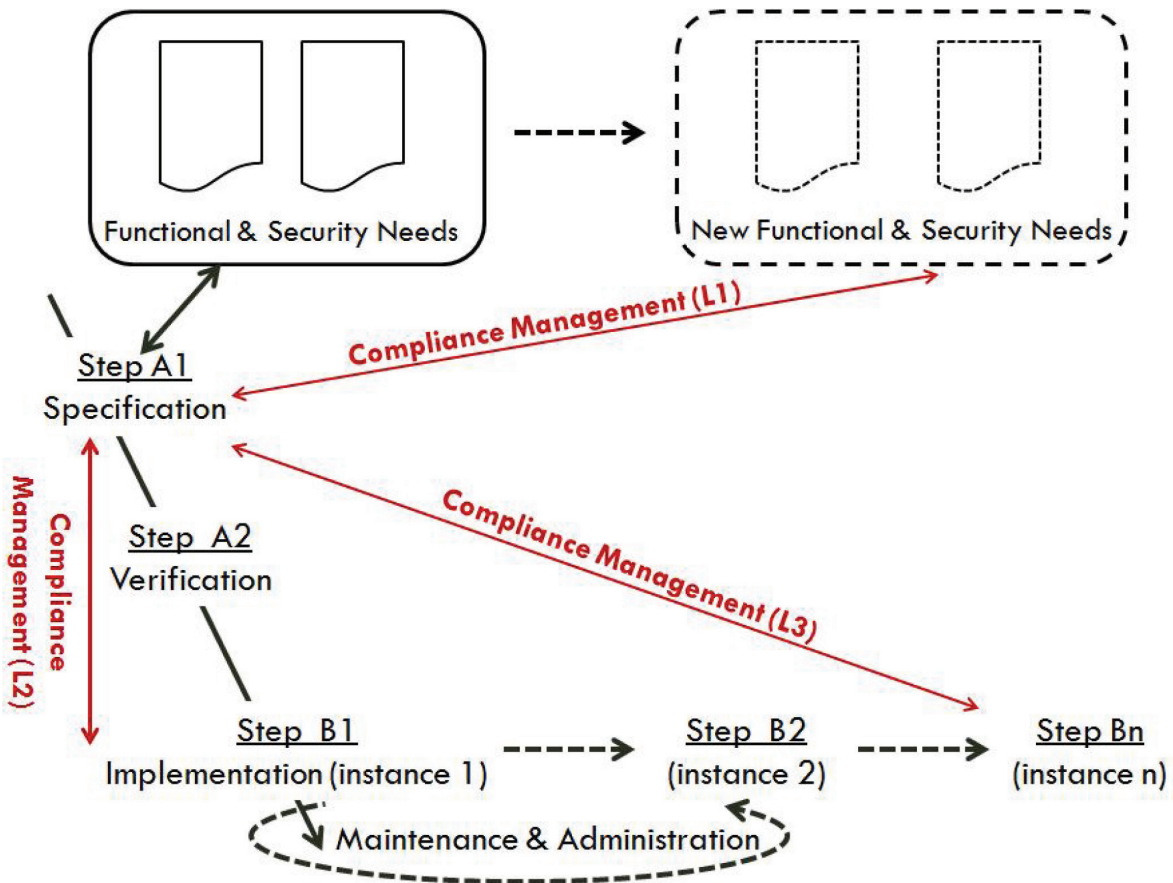 Functional & Security Needs
New Functional & Security Needs
Compliance Management (L1)
Step A1
Specification
Compliance
Management (L2)
Compliance Management (L3)
Step A2
Verification
Step B1
Implementation (instance 1)
Step B2
(instance 2)
Step Bn
(instance n)
Maintenance & Administration